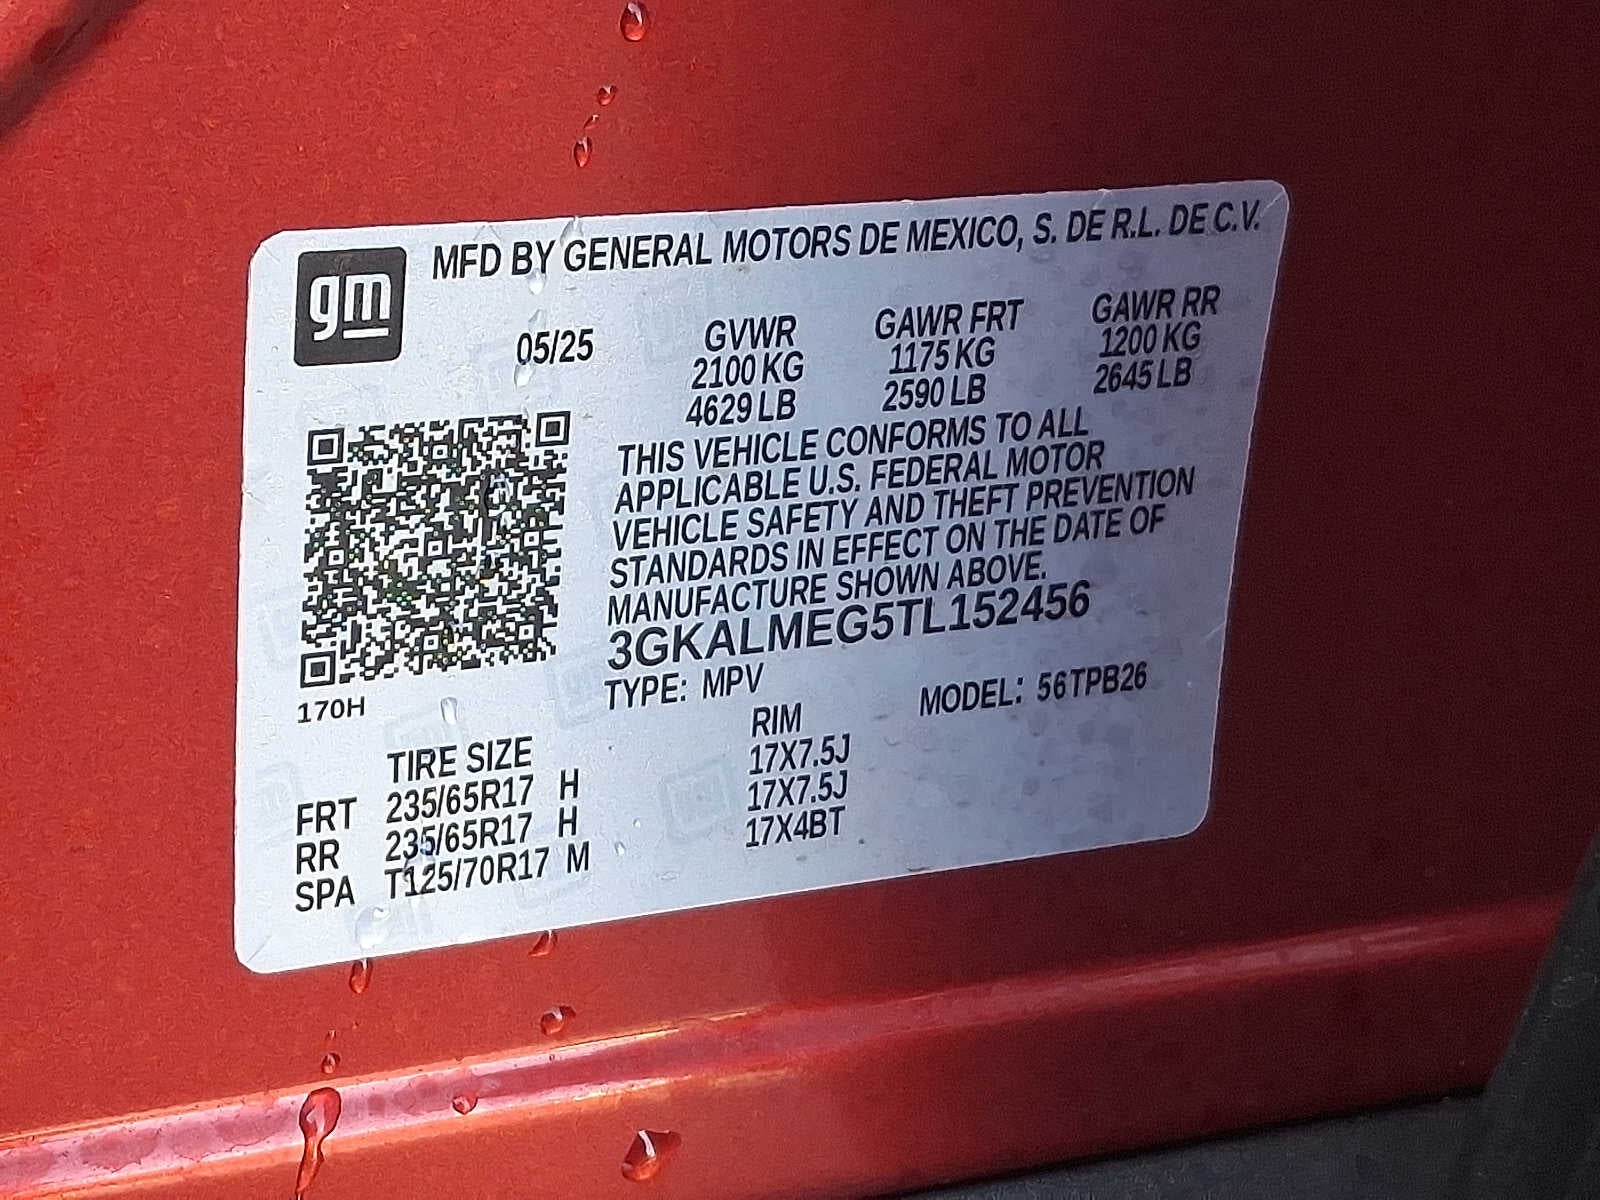 gm
MFD BY GENERAL MOTORS DE MEXICO, S. DE R.L. DE C.V.
05/25 GVWR GAWR FRT GAWR RR
2100 KG 1175 KG 1200 KG
4629 LB 2590 LB 2645 LB
THIS VEHICLE CONFORMS TO ALL
APPLICABLE U.S. FEDERAL MOTOR
VEHICLE SAFETY AND THEFT PREVENTION
STANDARDS IN EFFECT ON THE DATE OF
MANUFACTURE SHOWN ABOVE.
3GKALMEG5TL152456
TYPE: MPV MODEL: 56TPB26
170H
TIRE SIZE RIM
FRT 235/65R17 H 17X7.5J
RR 235/65R17 H 17X7.5J
SPA T125/70R17 M 17X4BT